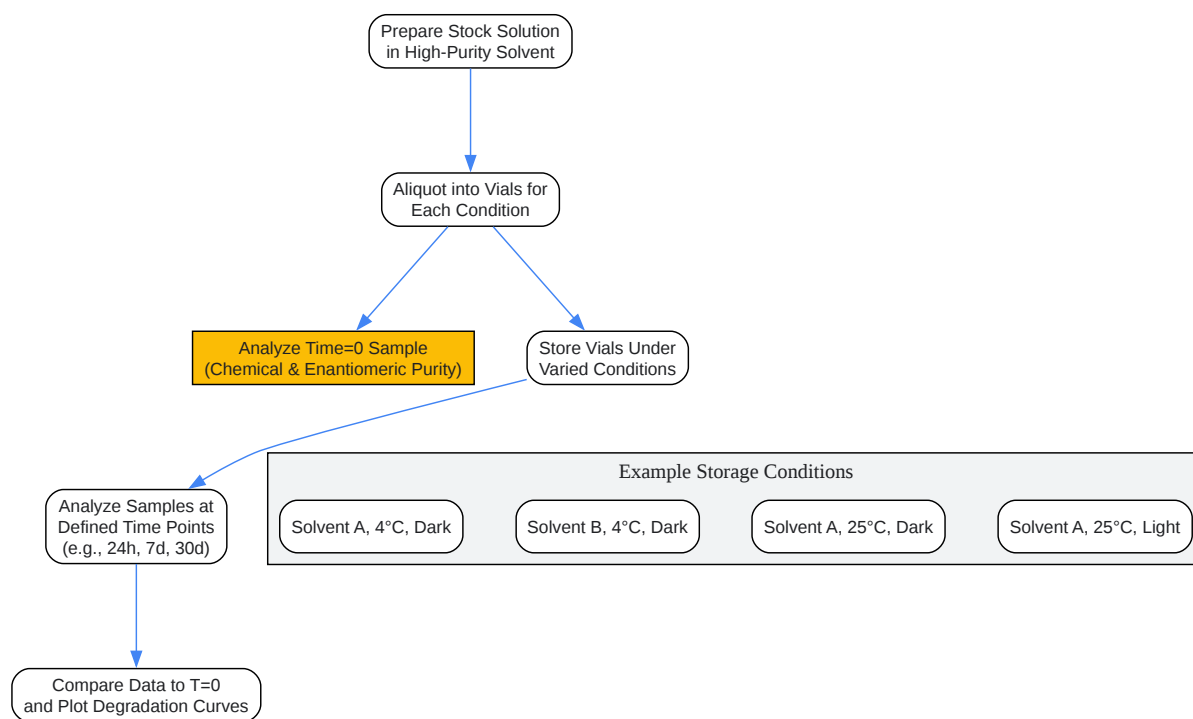 Prepare Stock Solution
in High-Purity Solvent
Aliquot into Vials for
Each Condition
Analyze Time=0 Sample
(Chemical & Enantiomeric Purity)
Store Vials Under
Varied Conditions
Example Storage Conditions
Solvent A, 4°C, Dark
Solvent B, 4°C, Dark
Solvent A, 25°C, Dark
Solvent A, 25°C, Light
Analyze Samples at
Defined Time Points
(e.g., 24h, 7d, 30d)
Compare Data to T=0
and Plot Degradation Curves